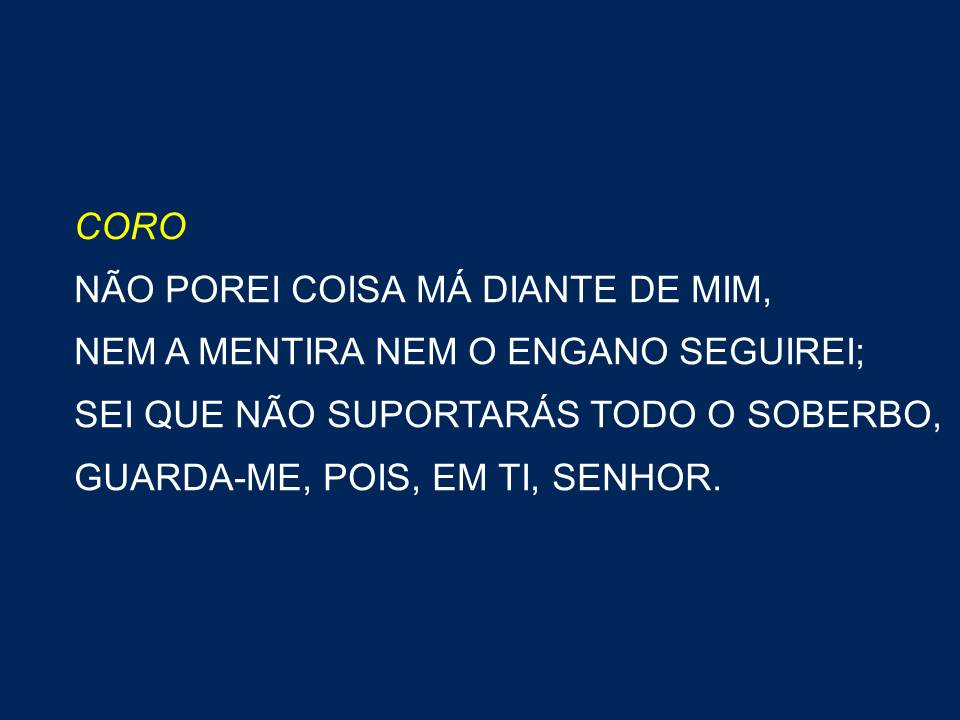 CORO
NÃO POREI COISA MÁ DIANTE DE MIM,
NEM A MENTIRA NEM O ENGANO SEGUIREI;
SEI QUE NÃO SUPORTARÁS TODO O SOBERBO,
GUARDA-ME, POIS, EM TI, SENHOR.